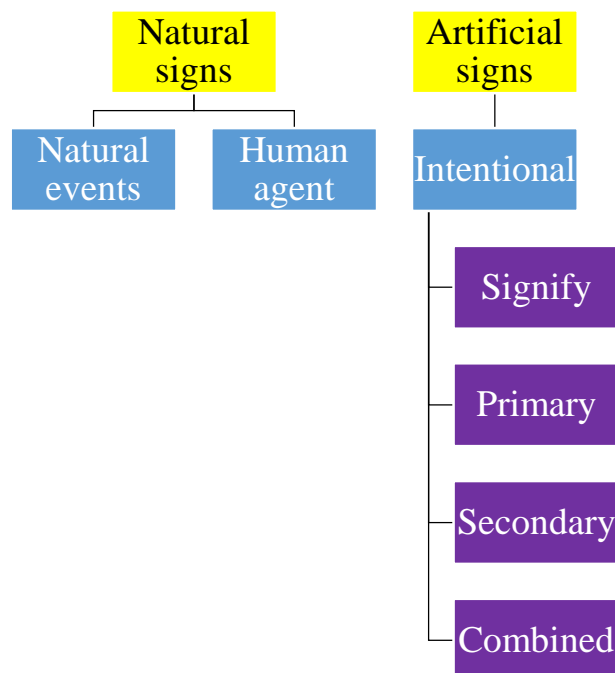 Natural
signs
Artificial
signs
Natural
events
Human
agent
Intentional
Signify
Primary
Secondary
Combined